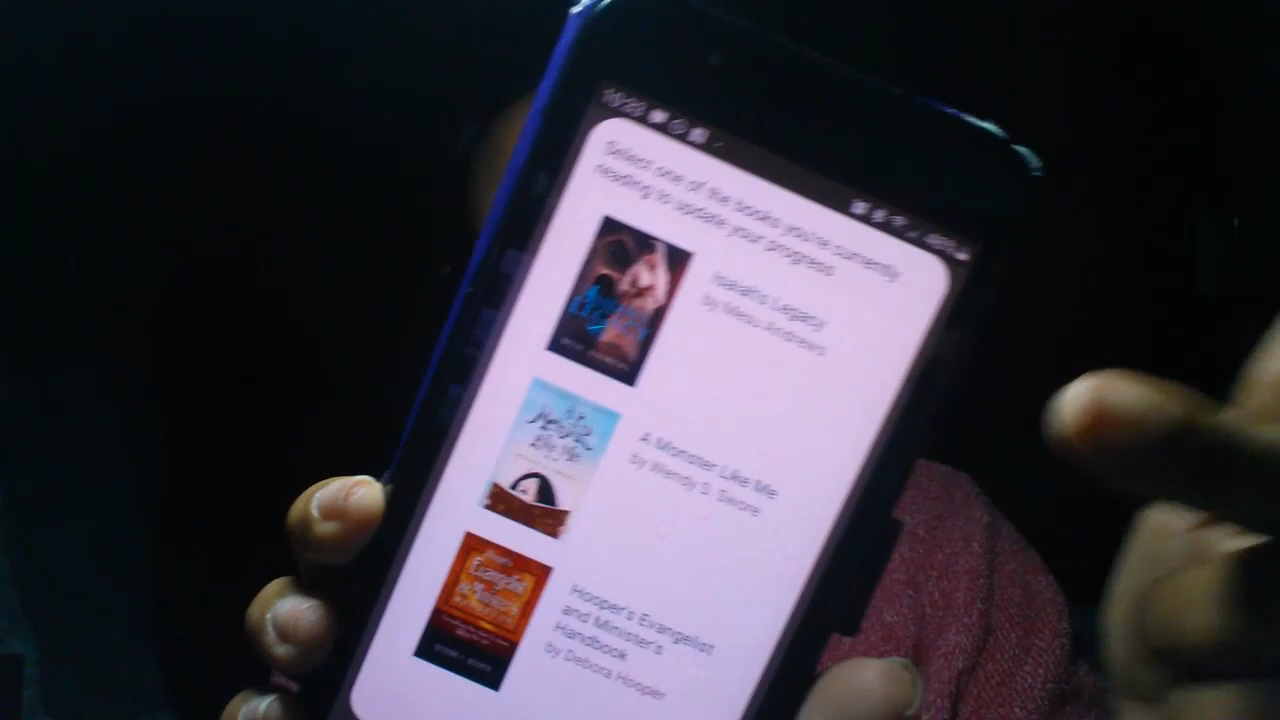 Select one of the books you're currently
reading to update your progress
Isaiah's Legacy
by Mesu Andrews
A Monster Like Me
by Wendy S. Swore
Hooper's Evangelist
and Minister's
Handbook
by Debora Hooper